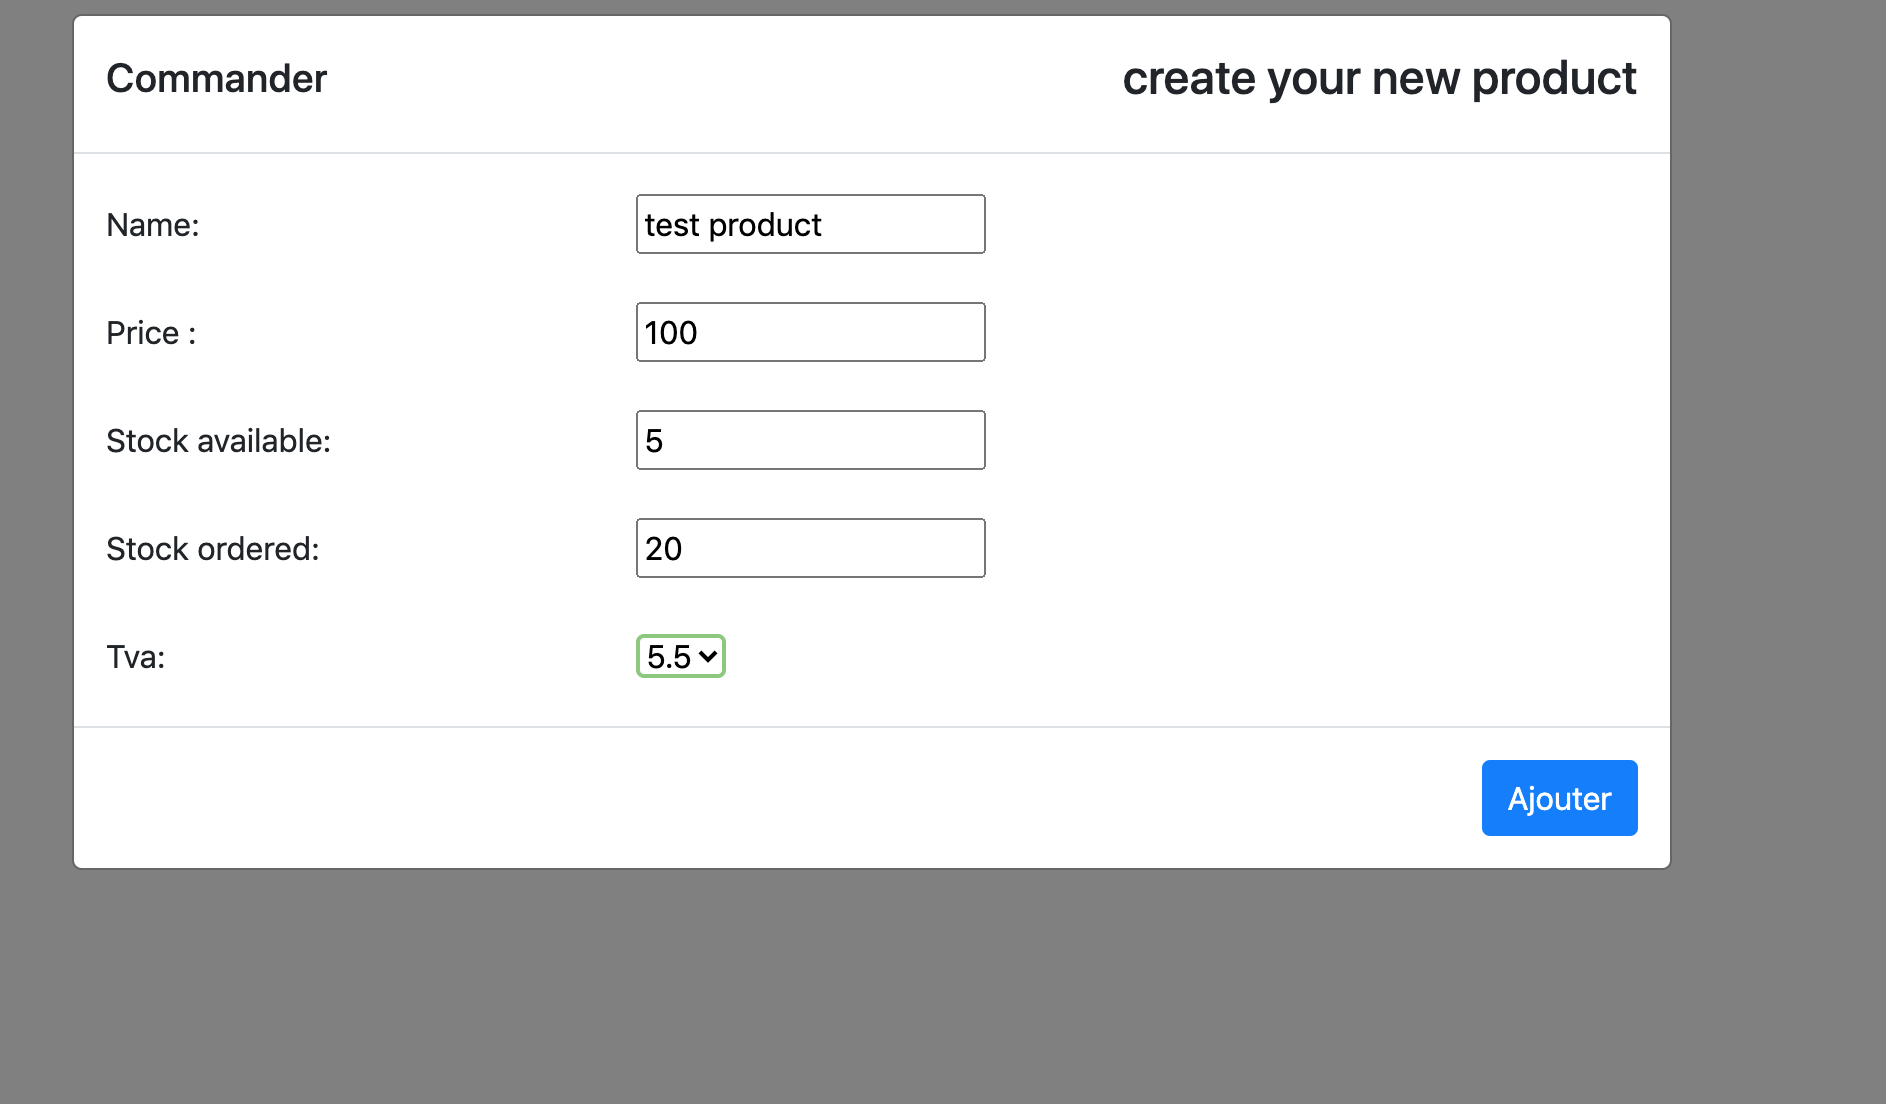 Commander
create your new product
Name:
test product
Price :
100
Stock available:
5
Stock ordered:
20
Tva:
5.5
Ajouter